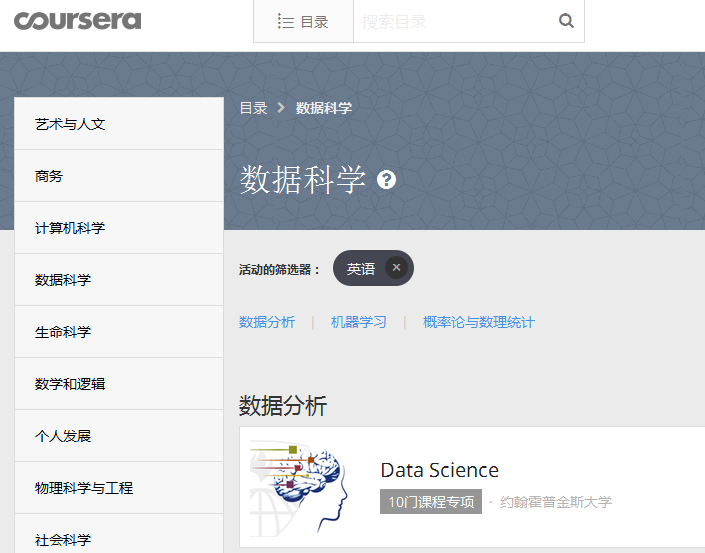 coursera
目录
搜索目录
艺术与人文
商务
计算机科学
数据科学
生命科学
数学和逻辑
个人发展
物理科学与工程
社会科学
目录 > 数据科学
数据科学 ?
活动的筛选器： 英语 ×
数据分析 | 机器学习 | 概率论与数理统计
数据分析
Data Science
10门课程专项 · 约翰霍普金斯大学